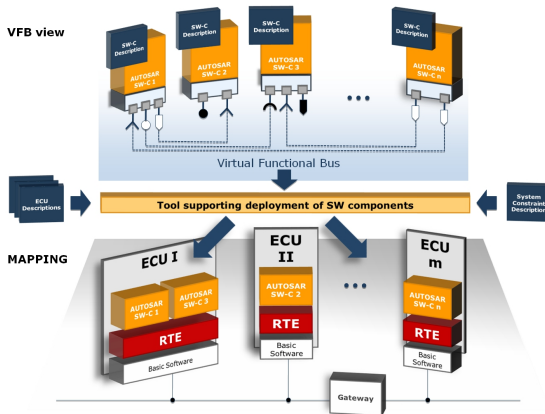 VFB view
SW-C
Description
SW-C
Description
SW-C
Description
SW-C
Description
AUTOSAR
SW-C 1
AUTOSAR
SW-C 2
AUTOSAR
SW-C 3
AUTOSAR
SW-C n
Virtual Functional Bus
ECU
Descriptions
Tool supporting deployment of SW components
System
Constraint
Description
MAPPING
ECU I
ECU
II
ECU
m
AUTOSAR
SW-C 1
AUTOSAR
SW-C 3
AUTOSAR
SW-C 2
AUTOSAR
SW-C n
RTE
RTE
RTE
Basic Software
Basic
Software
Basic
Software
Gateway